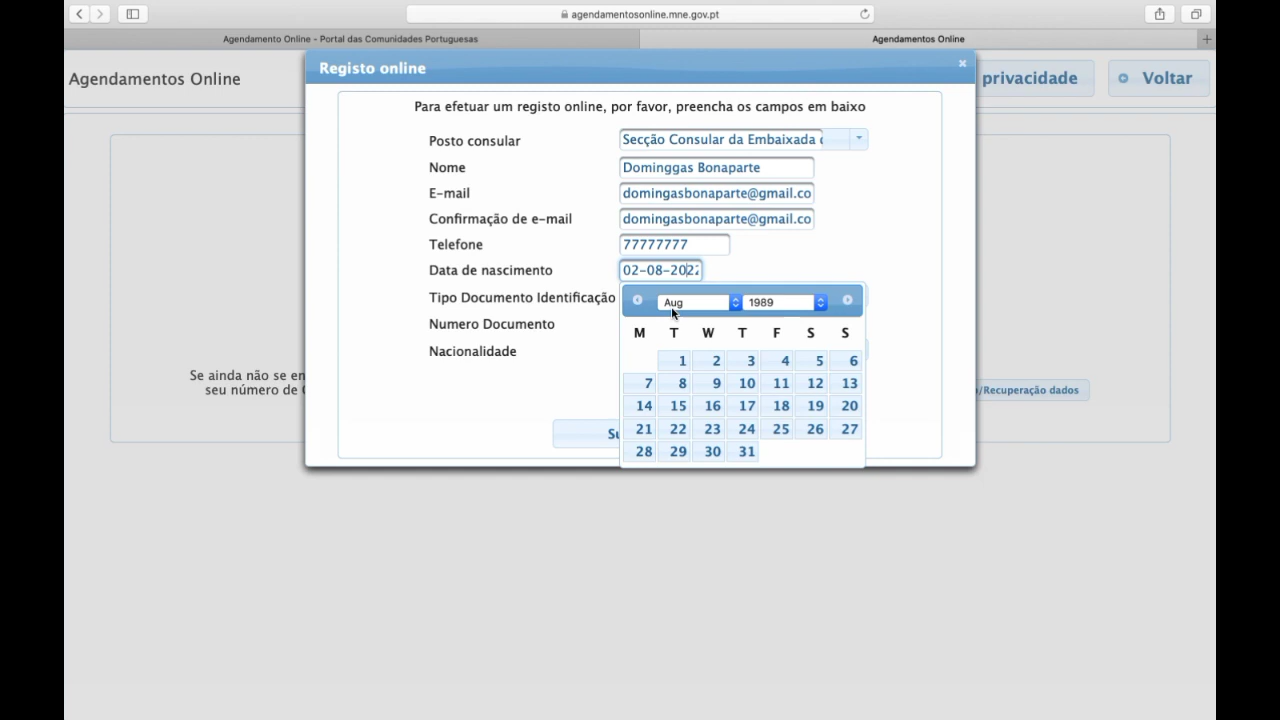 agendamentosonline.mne.gov.pt
Agendamento Online - Portal das Comunidades Portuguesas
Agendamentos Online
Agendamentos Online
privacidade
Voltar
Registo online
Para efetuar um registo online, por favor, preencha os campos em baixo
Posto consular
Secção Consular da Embaixada
Nome
Dominggas Bonaparte
E-mail
domingasbonaparte@gmail.co
Confirmação de e-mail
domingasbonaparte@gmail.co
Telefone
77777777
Data de nascimento
02-08-2022
Tipo Documento Identificação
Numero Documento
Nacionalidade
Aug 1989
M T W T F S S
1 2 3 4 5 6
7 8 9 10 11 12 13
14 15 16 17 18 19 20
21 22 23 24 25 26 27
28 29 30 31
Se ainda não se en
seu número de
/Recuperação dados